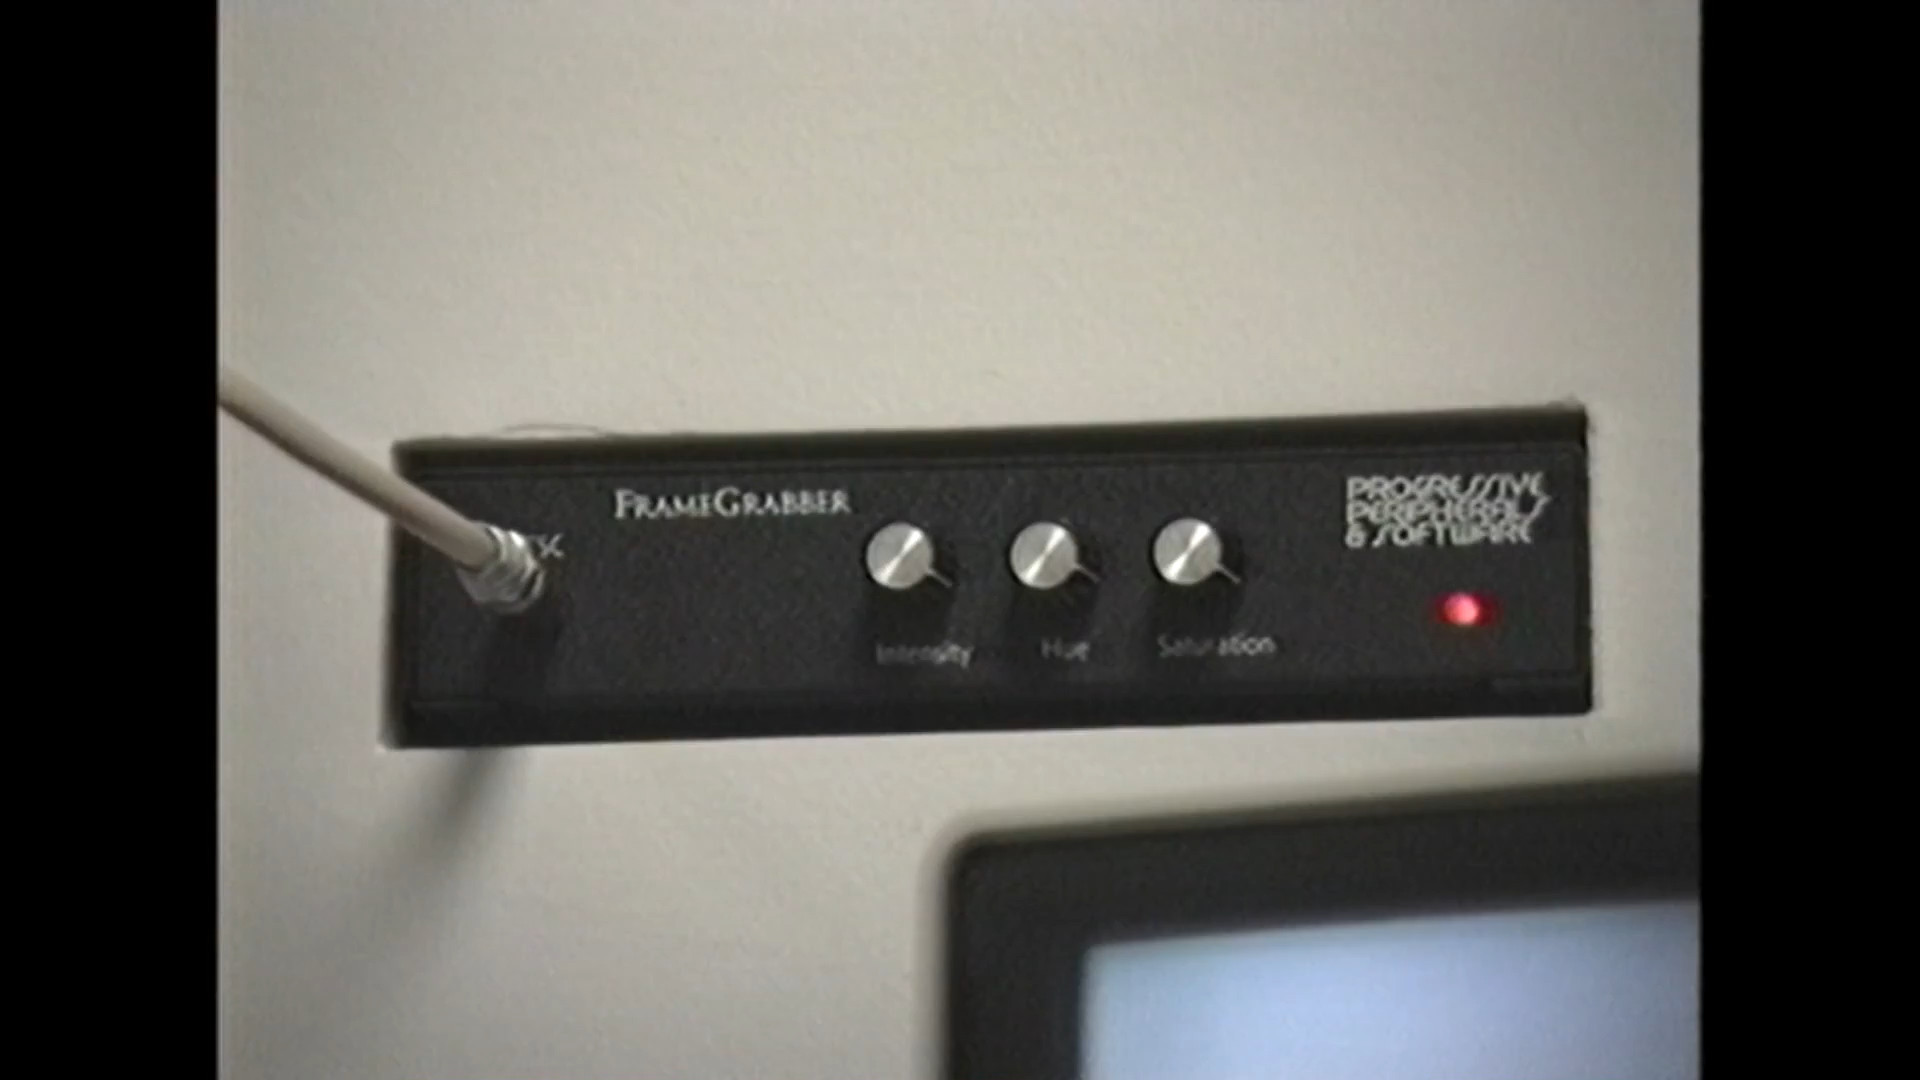 FRAMEGRABBER
PROGRESSIVE
PERIPHERALS
& SOFTWARE
Intensity Hue Saturation